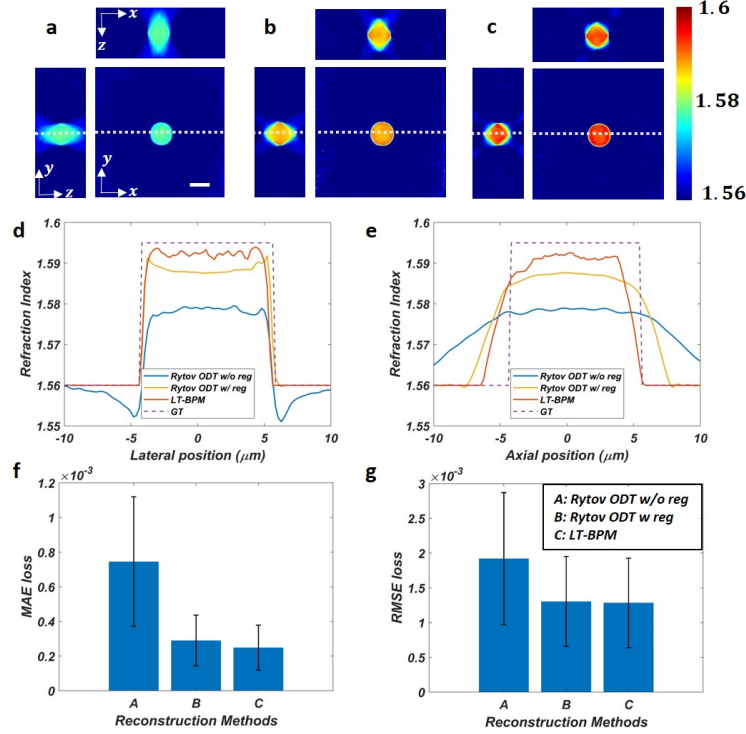 a
x
z
b
c
1.6
1.58
1.56
y
z
y
x
d
1.6
1.59
1.58
1.57
1.56
1.55
Refraction Index
Rytov ODT w/o reg
Rytov ODT w/ reg
LT-BPM
GT
-10
-5
0
5
10
Lateral position (μm)
e
1.6
1.59
1.58
1.57
1.56
1.55
Refraction Index
Rytov ODT w/o reg
Rytov ODT w/ reg
LT-BPM
GT
-10
-5
0
5
10
Axial position (μm)
f
×10-3
1.2
1
0.8
0.6
0.4
0.2
0
MAE loss
A
B
C
Reconstruction Methods
g
×10-3
3
2.5
2
1.5
1
0.5
0
RMSE loss
A: Rytov ODT w/o reg
B: Rytov ODT w reg
C: LT-BPM
A
B
C
Reconstruction Methods